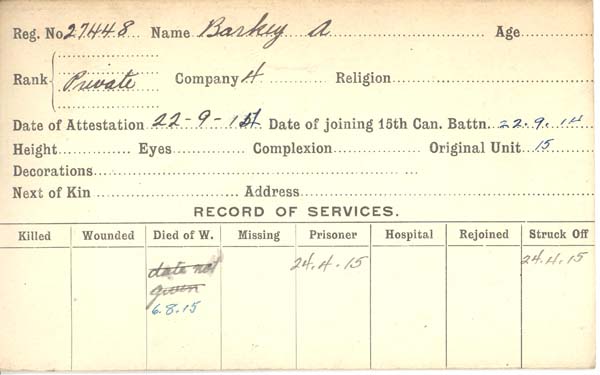 Reg. No 27448 Name Barkey A Age
Rank Private Company 4 Religion
Date of Attestation 22-9-14 Date of joining 15th Can. Battn. 22.9.14
Height Eyes Complexion Original Unit 15
Decorations
Next of Kin Address
RECORD OF SERVICES.
Killed Wounded Died of W. Missing Prisoner Hospital Rejoined Struck Off
date not 24.4.15 24.4.15
given
6.8.15